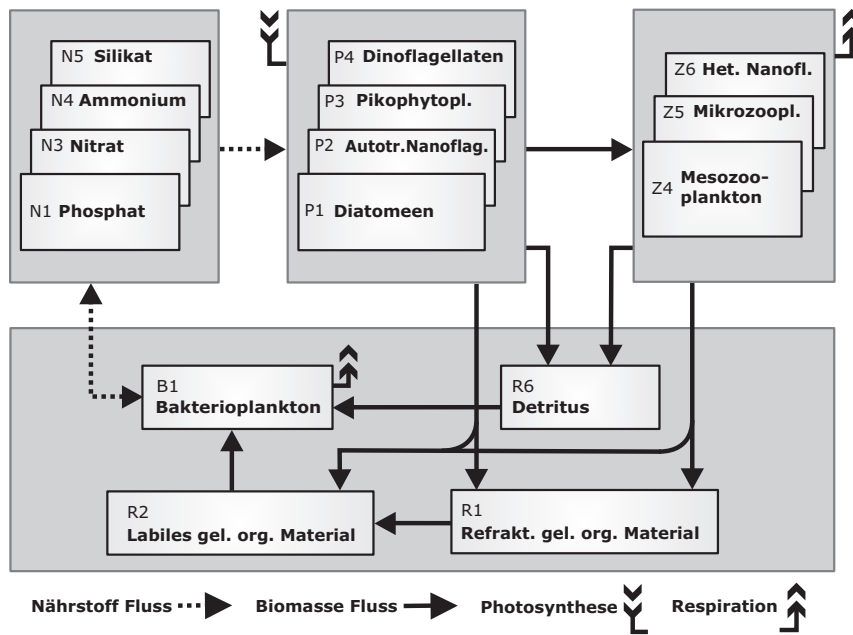 N5 Silikat
N4 Ammonium
N3 Nitrat
N1 Phosphat
P4 Dinoflagellaten
P3 Pikophytopl.
P2 Autotr.Nanoflag.
P1 Diatomeen
Z6 Het. Nanofl.
Z5 Mikrozoopl.
Z4 Mesozoo-
plankton
B1
Bakterioplankton
R6
Detritus
R2
Labiles gel. org. Material
R1
Refrakt. gel. org. Material
Nährstoff Fluss
Biomasse Fluss
Photosynthese
Respiration